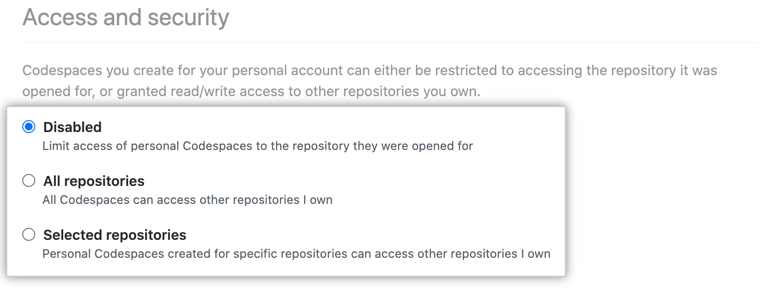 Access and security
Codespaces you create for your personal account can either be restricted to accessing the repository it was
opened for, or granted read/write access to other repositories you own.
Disabled
Limit access of personal Codespaces to the repository they were opened for
All repositories
All Codespaces can access other repositories I own
Selected repositories
Personal Codespaces created for specific repositories can access other repositories I own